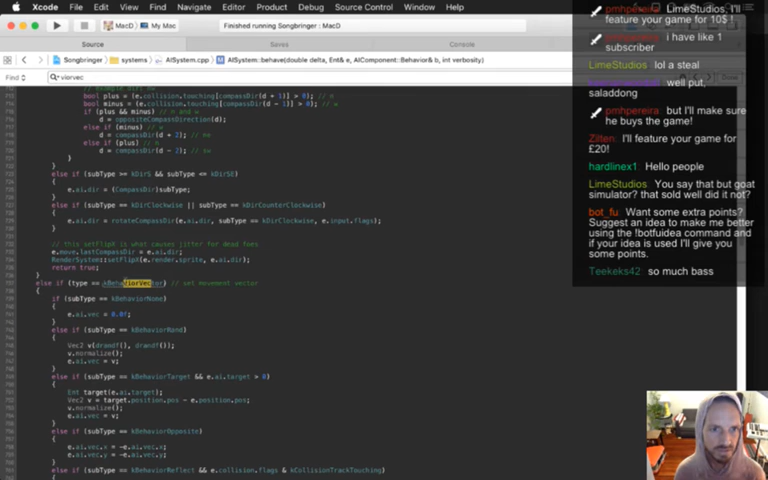 Xcode File Edit View Find Navigate Editor Product Debug Source Control Window Help
MacD My Mac Finished running Songbringer : MacD
Source Saves Console
Songbringer systems AISystem.cpp AISystem::behave(double delta, Ent& e, AIComponent::Behavior& b, int verbosity)
Find viorvec
bool plus = (e.collision.touching[compassDir(d + 1)] > 0); // n
bool minus = (e.collision.touching[compassDir(d - 1)] > 0); // w
if (plus && minus) // n and w
d = oppositeCompassDirection(d);
else if (minus) // w
d = compassDir(d + 2); // ne
else if (plus) // n
d = compassDir(d - 2); // sw
}
}
else if (subType >= kDirS && subType <= kDirSE)
{
e.ai.dir = (CompassDir)subType;
}
else if (subType == kDirClockwise || subType == kDirCounterClockwise)
{
e.ai.dir = rotateCompassDir(e.ai.dir, subType == kDirClockwise, e.input.flags);
}
// this setFlipX is what causes jitter for dead foes
e.move.lastCompassDir = e.ai.dir;
RenderSystem::setFlipX(e.render.sprite, e.ai.dir);
return true;
}
else if (type == kBehaviorVector) // set movement vector
{
if (subType == kBehaviorNone)
{
e.ai.vec = 0.0f;
}
else if (subType == kBehaviorRand)
{
Vec2 v(drandf(), drandf());
v.normalize();
e.ai.vec = v;
}
else if (subType == kBehaviorTarget && e.ai.target > 0)
{
Ent target(e.ai.target);
Vec2 v = target.position.pos - e.position.pos;
v.normalize();
e.ai.vec = v;
}
else if (subType == kBehaviorOpposite)
{
e.ai.vec.x = -e.ai.vec.x;
e.ai.vec.y = -e.ai.vec.y;
}
else if (subType == kBehaviorReflect && e.collision.flags & kCollisionTrackTouching)
{
pmhpereira: LimeStudios, I'll
feature your game for 10$ !
pmhpereira: i have like 1
subscriber
LimeStudios: lol a steal
well put,
saladdong
pmhpereira: but I'll make sure
he buys the game!
Zilten: I'll feature your game for
£20!
hardlinex1: Hello people
LimeStudios: You say that but goat
simulator? that sold well did it not?
bot_fu: Want some extra points?
Suggest an idea to make me better
using the !botfuidea command and
if your idea is used I'll give you
some points.
Teekeks42: so much bass